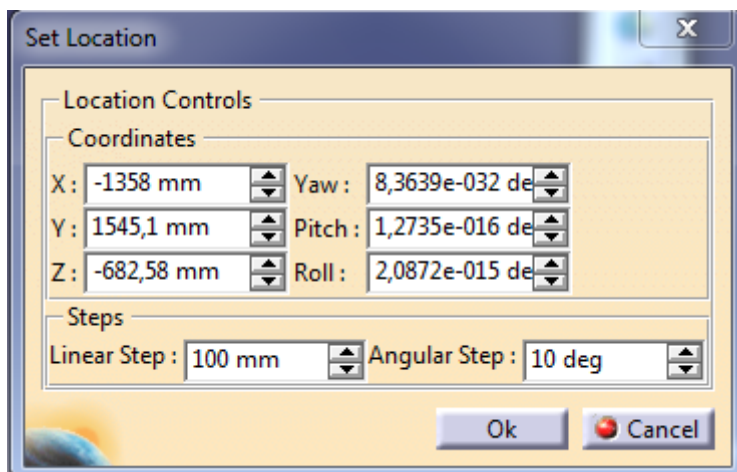 Set Location
Location Controls
Coordinates
X : -1358 mm Yaw : 8,3639e-032 de
Y : 1545,1 mm Pitch : 1,2735e-016 de
Z : -682,58 mm Roll : 2,0872e-015 de
Steps
Linear Step : 100 mm Angular Step : 10 deg
Ok Cancel